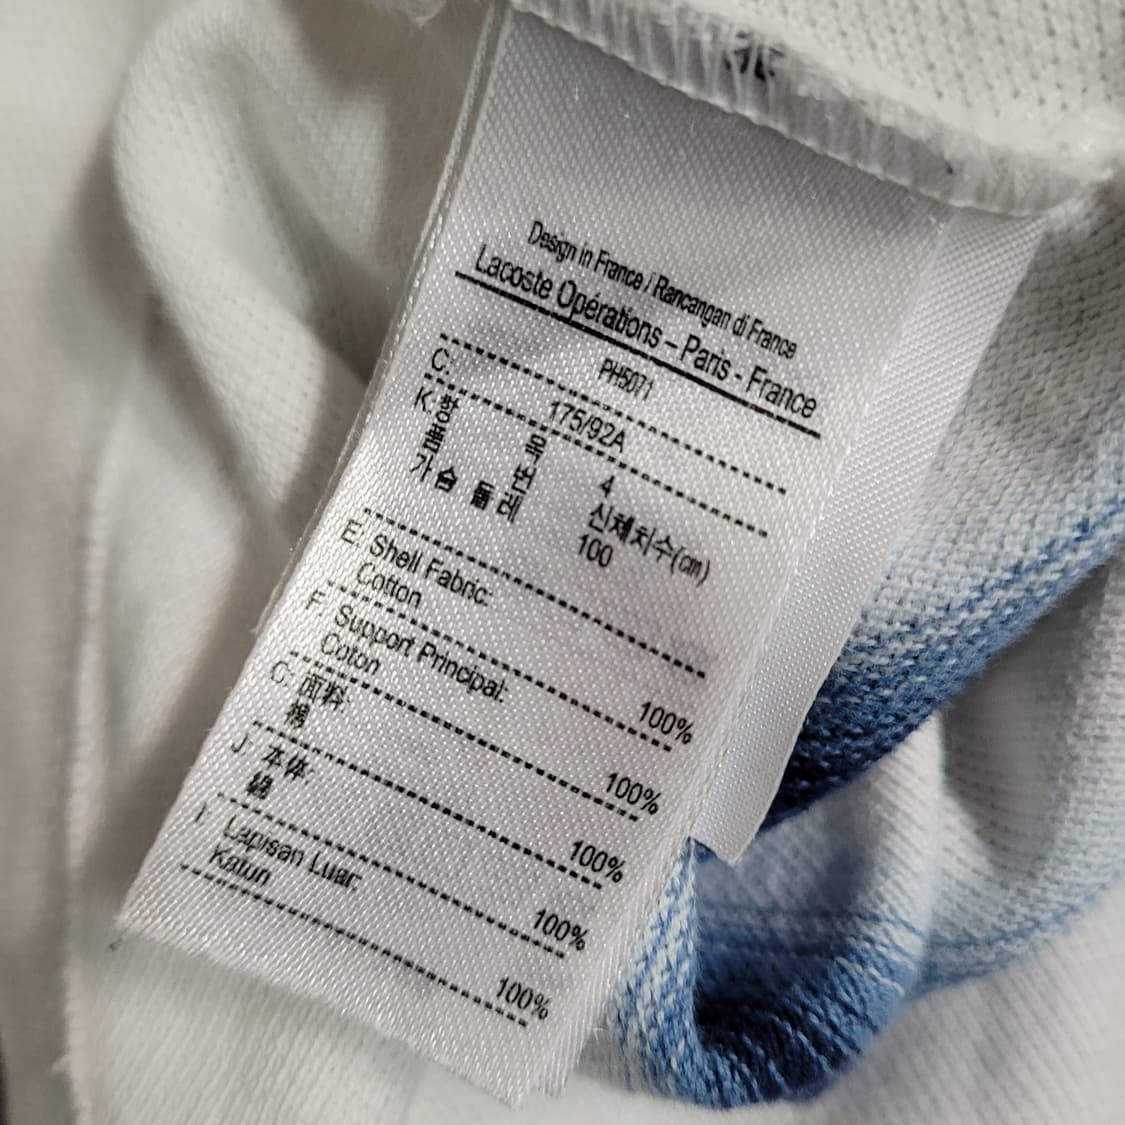 Design in France / Rancangan di France
Lacoste Opérations – Paris - France
PH5071
C. 175/92A
K. 항 목 4
품 번 신체치수(cm)
가슴둘레 100
E. Shell Fabric:
Cotton 100%
F. Support Principal:
Coton 100%
C. 面料:
棉 100%
J. 本体:
綿 100%
I. Lapisan Luar:
Katun 100%